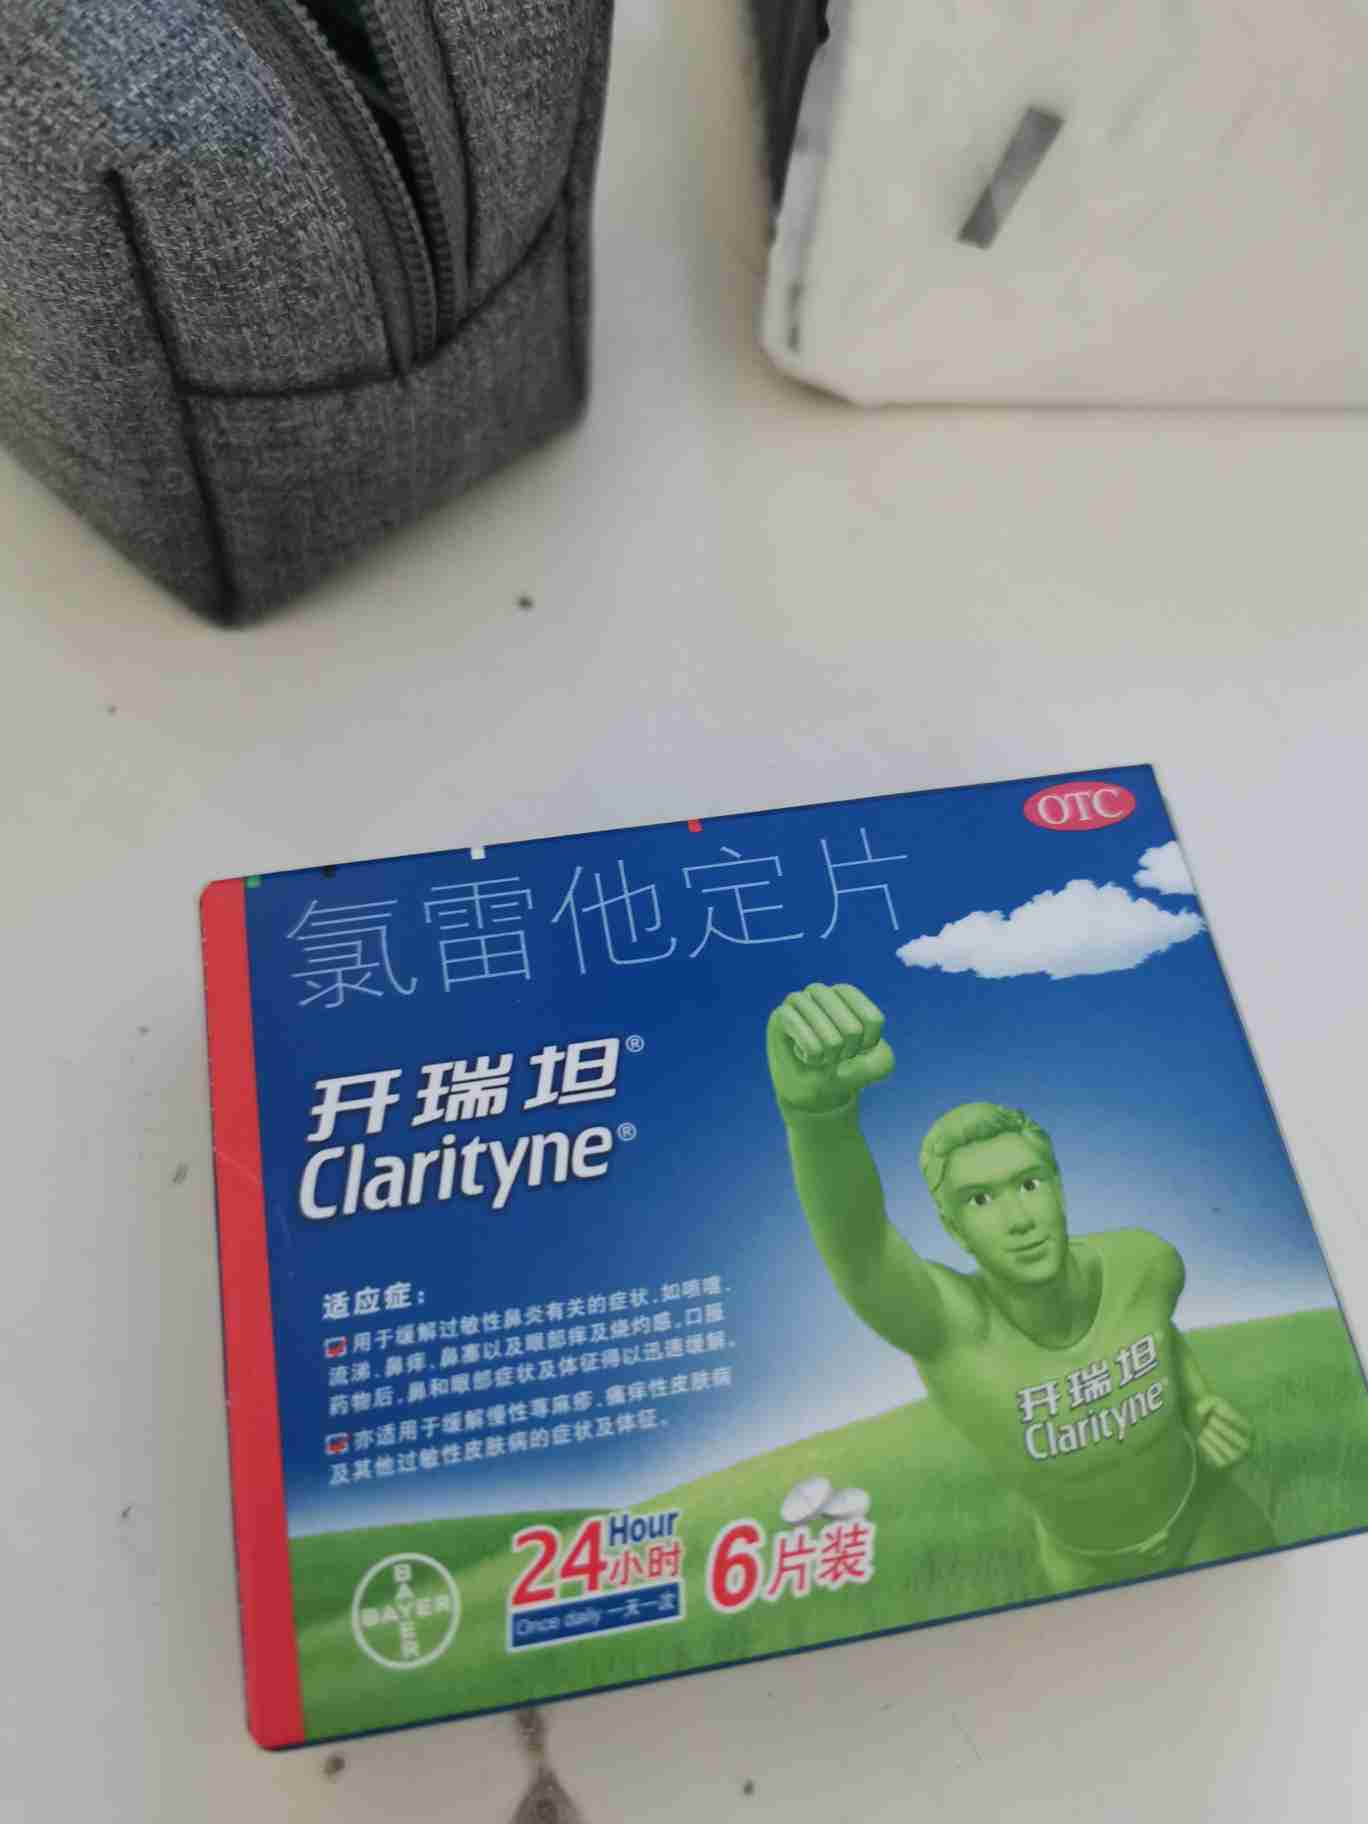 OTC
氯雷他定片
开瑞坦®
Clarityne®
适应症：
用于缓解过敏性鼻炎有关的症状，如喷嚏、
流涕、鼻痒、鼻塞以及眼部痒及烧灼感。口服
药物后，鼻和眼部症状及体征得以迅速缓解。
亦适用于缓解慢性荨麻疹、瘙痒性皮肤病
及其他过敏性皮肤病的症状及体征。
开瑞坦
Clarityne
24小时
Hour
Once daily 一天一次
6片装
BAYER
BAYER